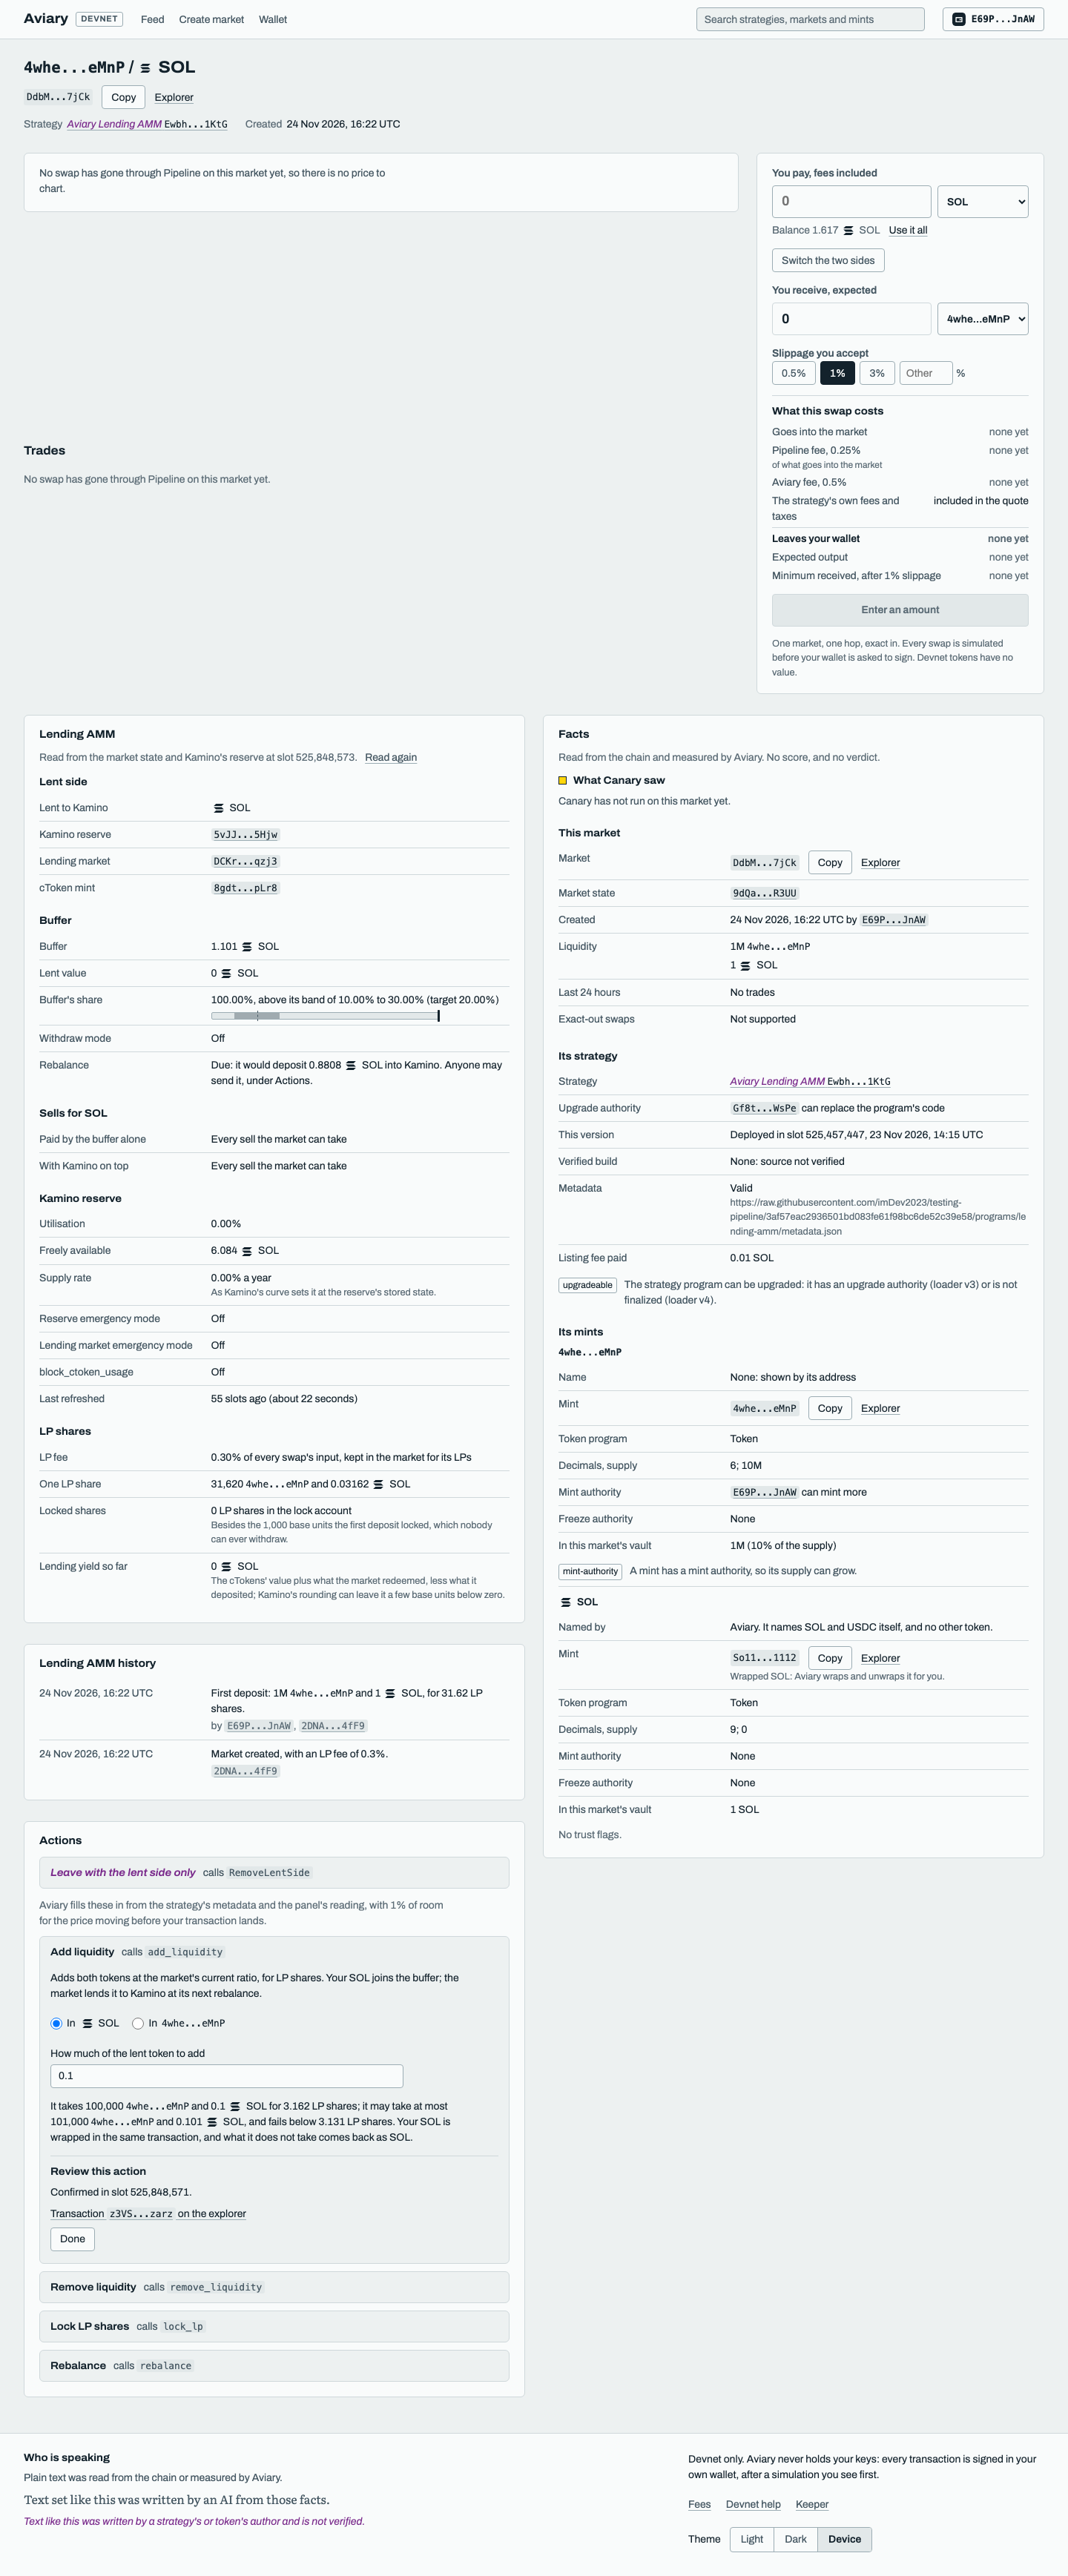 Aviary DEVNET Feed Create market Wallet
Search strategies, markets and mints
E69P...JnAW
4whe...eMnP / SOL
DdbM...7jCk Copy Explorer
Strategy Aviary Lending AMM Ewbh...1KtG Created 24 Nov 2026, 16:22 UTC
No swap has gone through Pipeline on this market yet, so there is no price to
chart.
Trades
No swap has gone through Pipeline on this market yet.
You pay, fees included
0 SOL
Balance 1.617 SOL Use it all
Switch the two sides
You receive, expected
0 4whe...eMnP
Slippage you accept
0.5% 1% 3% Other %
What this swap costs
Goes into the market none yet
Pipeline fee, 0.25% none yet
of what goes into the market
Aviary fee, 0.5% none yet
The strategy's own fees and included in the quote
taxes
Leaves your wallet none yet
Expected output none yet
Minimum received, after 1% slippage none yet
Enter an amount
One market, one hop, exact in. Every swap is simulated
before your wallet is asked to sign. Devnet tokens have no
value.
Lending AMM
Read from the market state and Kamino's reserve at slot 525,848,573. Read again
Lent side
Lent to Kamino SOL
Kamino reserve 5vJJ...5Hjw
Lending market DCKr...qzj3
cToken mint 8gdt...pLr8
Buffer
Buffer 1.101 SOL
Lent value 0 SOL
Buffer's share 100.00%, above its band of 10.00% to 30.00% (target 20.00%)
Withdraw mode Off
Rebalance Due: it would deposit 0.8808 SOL into Kamino. Anyone may
send it, under Actions.
Sells for SOL
Paid by the buffer alone Every sell the market can take
With Kamino on top Every sell the market can take
Kamino reserve
Utilisation 0.00%
Freely available 6.084 SOL
Supply rate 0.00% a year
As Kamino's curve sets it at the reserve's stored state.
Reserve emergency mode Off
Lending market emergency mode Off
block_ctoken_usage Off
Last refreshed 55 slots ago (about 22 seconds)
LP shares
LP fee 0.30% of every swap's input, kept in the market for its LPs
One LP share 31,620 4whe...eMnP and 0.03162 SOL
Locked shares 0 LP shares in the lock account
Besides the 1,000 base units the first deposit locked, which nobody
can ever withdraw.
Lending yield so far 0 SOL
The cTokens' value plus what the market redeemed, less what it
deposited; Kamino's rounding can leave it a few base units below zero.
Lending AMM history
24 Nov 2026, 16:22 UTC First deposit: 1M 4whe...eMnP and 1 SOL, for 31.62 LP
shares.
by E69P...JnAW, 2DNA...4fF9
24 Nov 2026, 16:22 UTC Market created, with an LP fee of 0.3%.
2DNA...4fF9
Actions
Leave with the lent side only calls RemoveLentSide
Aviary fills these in from the strategy's metadata and the panel's reading, with 1% of room
for the price moving before your transaction lands.
Add liquidity calls add_liquidity
Adds both tokens at the market's current ratio, for LP shares. Your SOL joins the buffer; the
market lends it to Kamino at its next rebalance.
In SOL In 4whe...eMnP
How much of the lent token to add
0.1
It takes 100,000 4whe...eMnP and 0.1 SOL for 3.162 LP shares; it may take at most
101,000 4whe...eMnP and 0.101 SOL, and fails below 3.131 LP shares. Your SOL is
wrapped in the same transaction, and what it does not take comes back as SOL.
Review this action
Confirmed in slot 525,848,571.
Transaction z3VS...zarz on the explorer
Done
Remove liquidity calls remove_liquidity
Lock LP shares calls lock_lp
Rebalance calls rebalance
Facts
Read from the chain and measured by Aviary. No score, and no verdict.
What Canary saw
Canary has not run on this market yet.
This market
Market DdbM...7jCk Copy Explorer
Market state 9dQa...R3UU
Created 24 Nov 2026, 16:22 UTC by E69P...JnAW
Liquidity 1M 4whe...eMnP
1 SOL
Last 24 hours No trades
Exact-out swaps Not supported
Its strategy
Strategy Aviary Lending AMM Ewbh...1KtG
Upgrade authority Gf8t...WsPe can replace the program's code
This version Deployed in slot 525,457,447, 23 Nov 2026, 14:15 UTC
Verified build None: source not verified
Metadata Valid
https://raw.githubusercontent.com/imDev2023/testing-
pipeline/3af57eac2936501bd083fe61f98bc6de52c39e58/programs/le
nding-amm/metadata.json
Listing fee paid 0.01 SOL
upgradeable The strategy program can be upgraded: it has an upgrade authority (loader v3) or is not
finalized (loader v4).
Its mints
4whe...eMnP
Name None: shown by its address
Mint 4whe...eMnP Copy Explorer
Token program Token
Decimals, supply 6; 10M
Mint authority E69P...JnAW can mint more
Freeze authority None
In this market's vault 1M (10% of the supply)
mint-authority A mint has a mint authority, so its supply can grow.
SOL
Named by Aviary. It names SOL and USDC itself, and no other token.
Mint So11...1112 Copy Explorer
Wrapped SOL: Aviary wraps and unwraps it for you.
Token program Token
Decimals, supply 9; 0
Mint authority None
Freeze authority None
In this market's vault 1 SOL
No trust flags.
Who is speaking
Plain text was read from the chain or measured by Aviary.
Text set like this was written by an AI from those facts.
Text like this was written by a strategy's or token's author and is not verified.
Devnet only. Aviary never holds your keys: every transaction is signed in your
own wallet, after a simulation you see first.
Fees Devnet help Keeper
Theme Light Dark Device